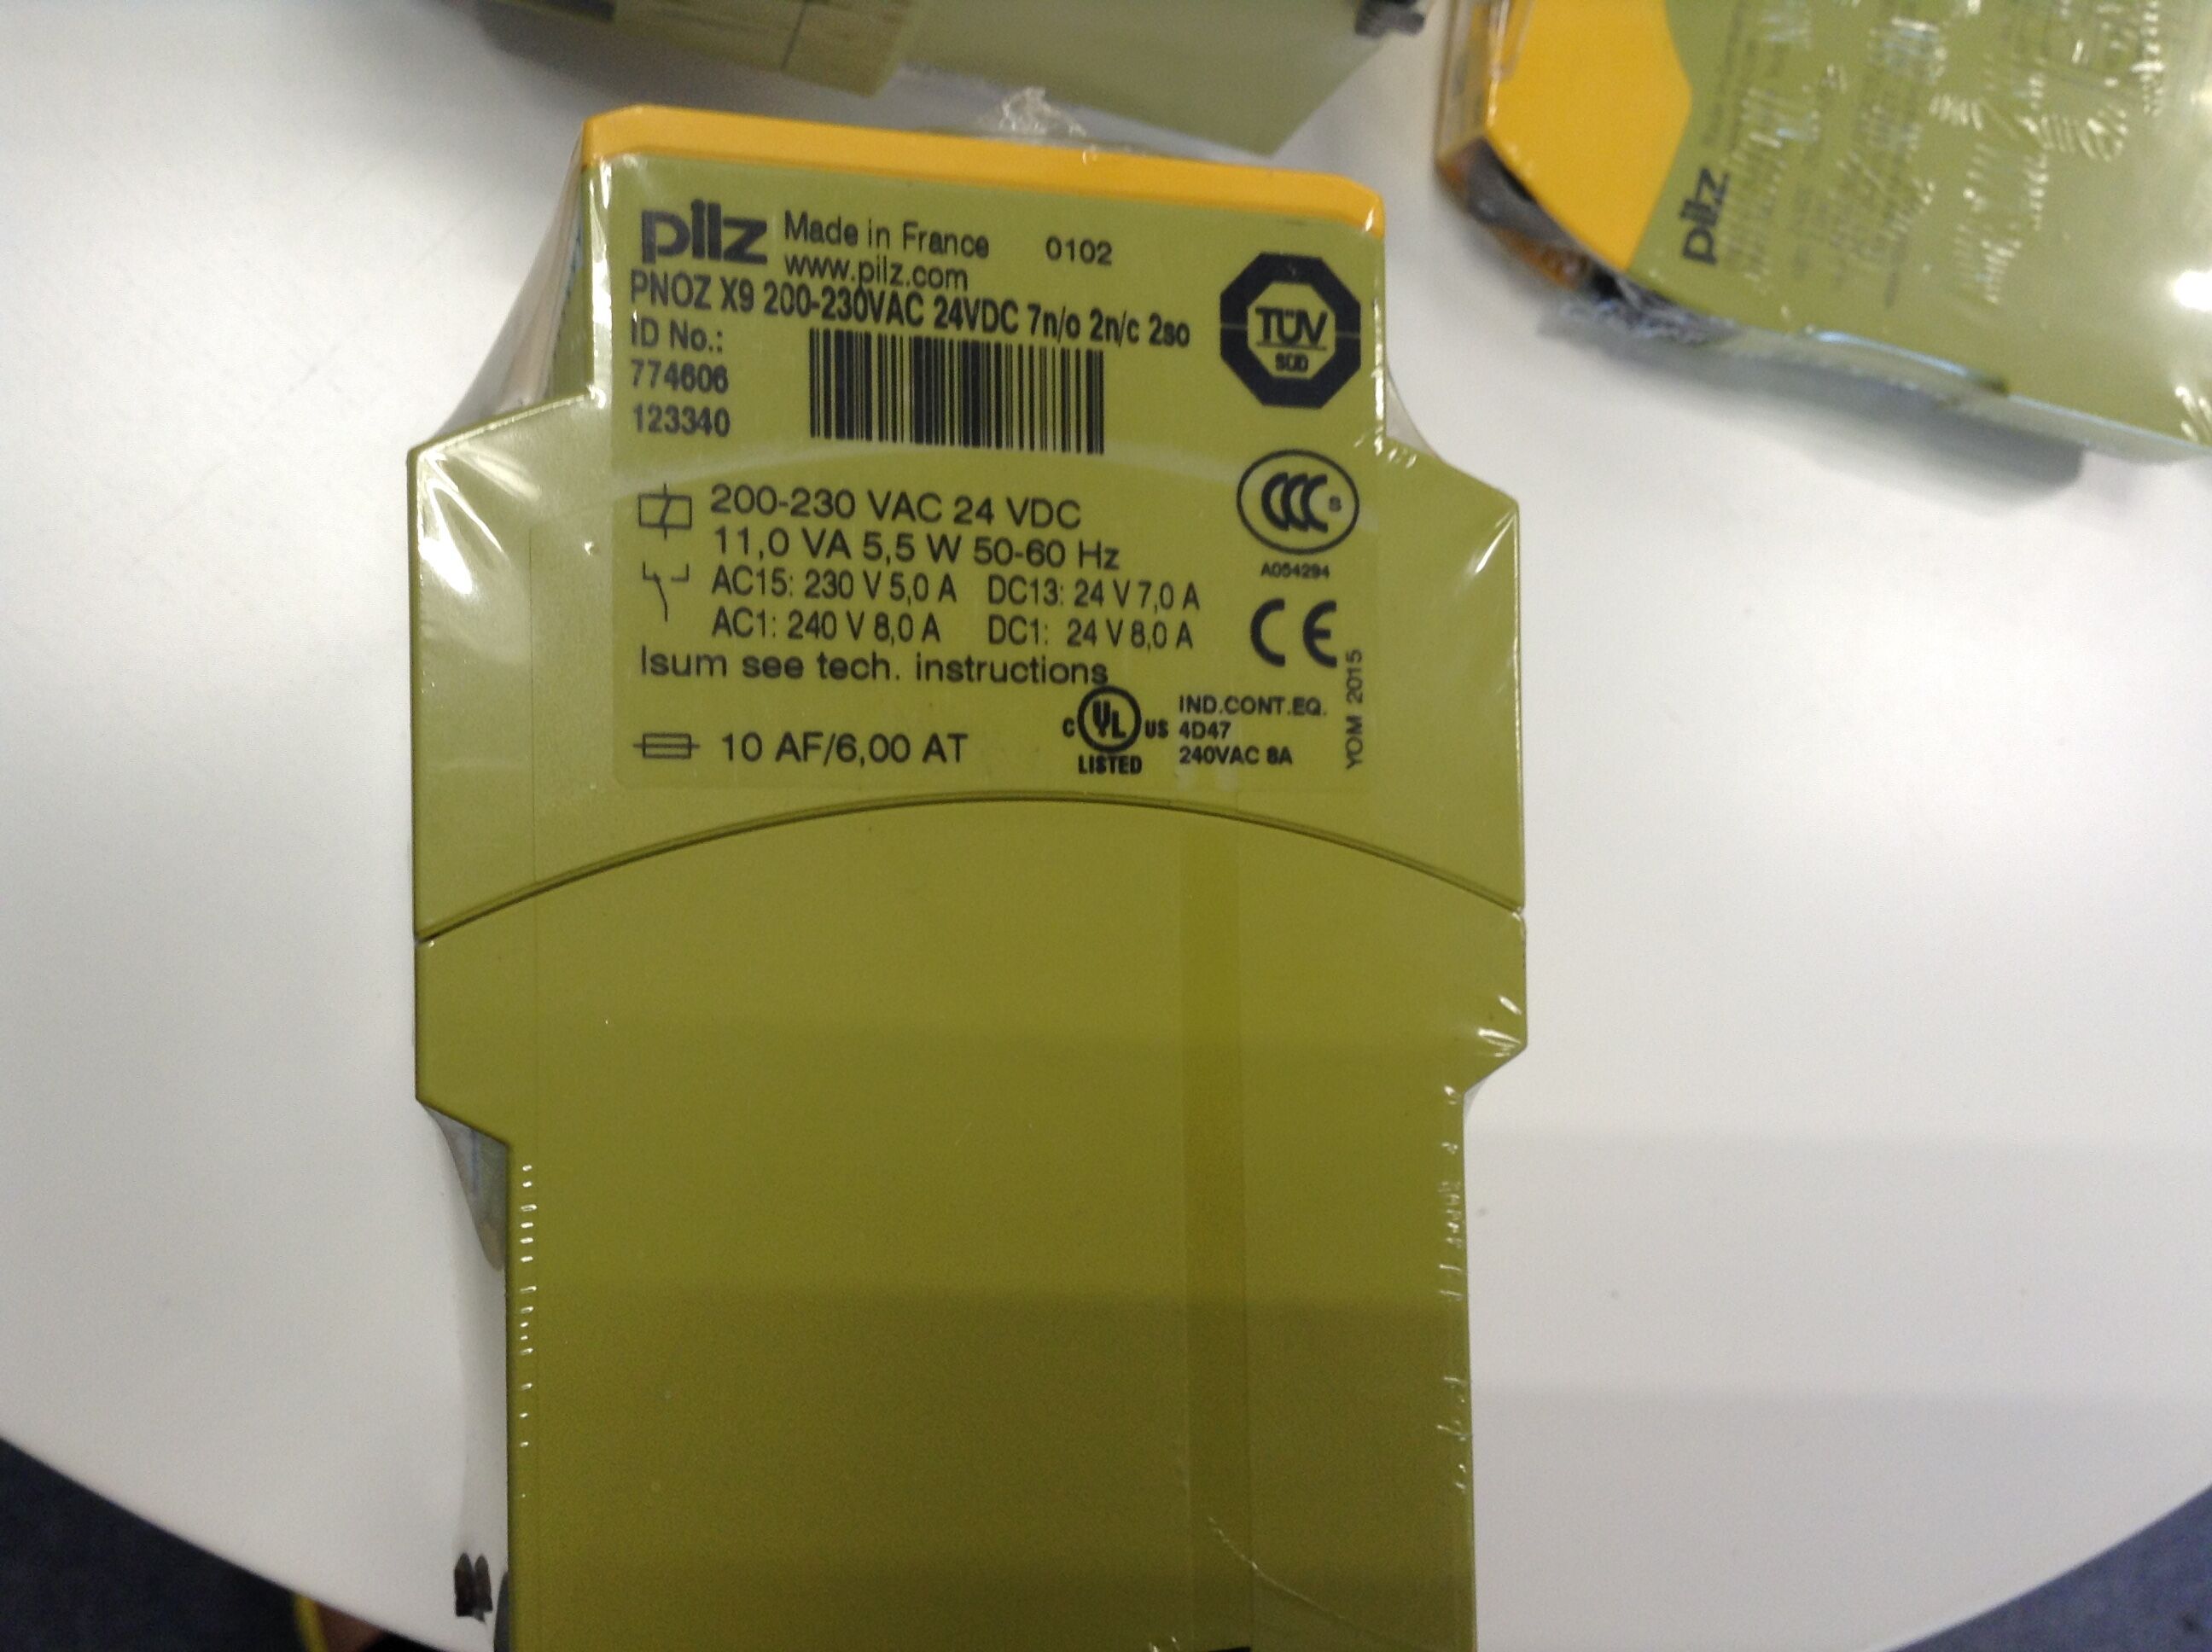 pilz Made in France 0102
www.pilz.com
PNOZ X9 200-230VAC 24VDC 7n/o 2n/c 2so
ID No.:
774606
123340
TÜV
SÜD
200-230 VAC 24 VDC
11,0 VA 5,5 W 50-60 Hz
CCC S
A054294
AC15: 230 V 5,0 A DC13: 24 V 7,0 A
AC1: 240 V 8,0 A DC1: 24 V 8,0 A
CE
Isum see tech. instructions
YOM 2015
10 AF/6,00 AT
C UL US
LISTED
IND.CONT.EQ.
4D47
240VAC 8A
pilz